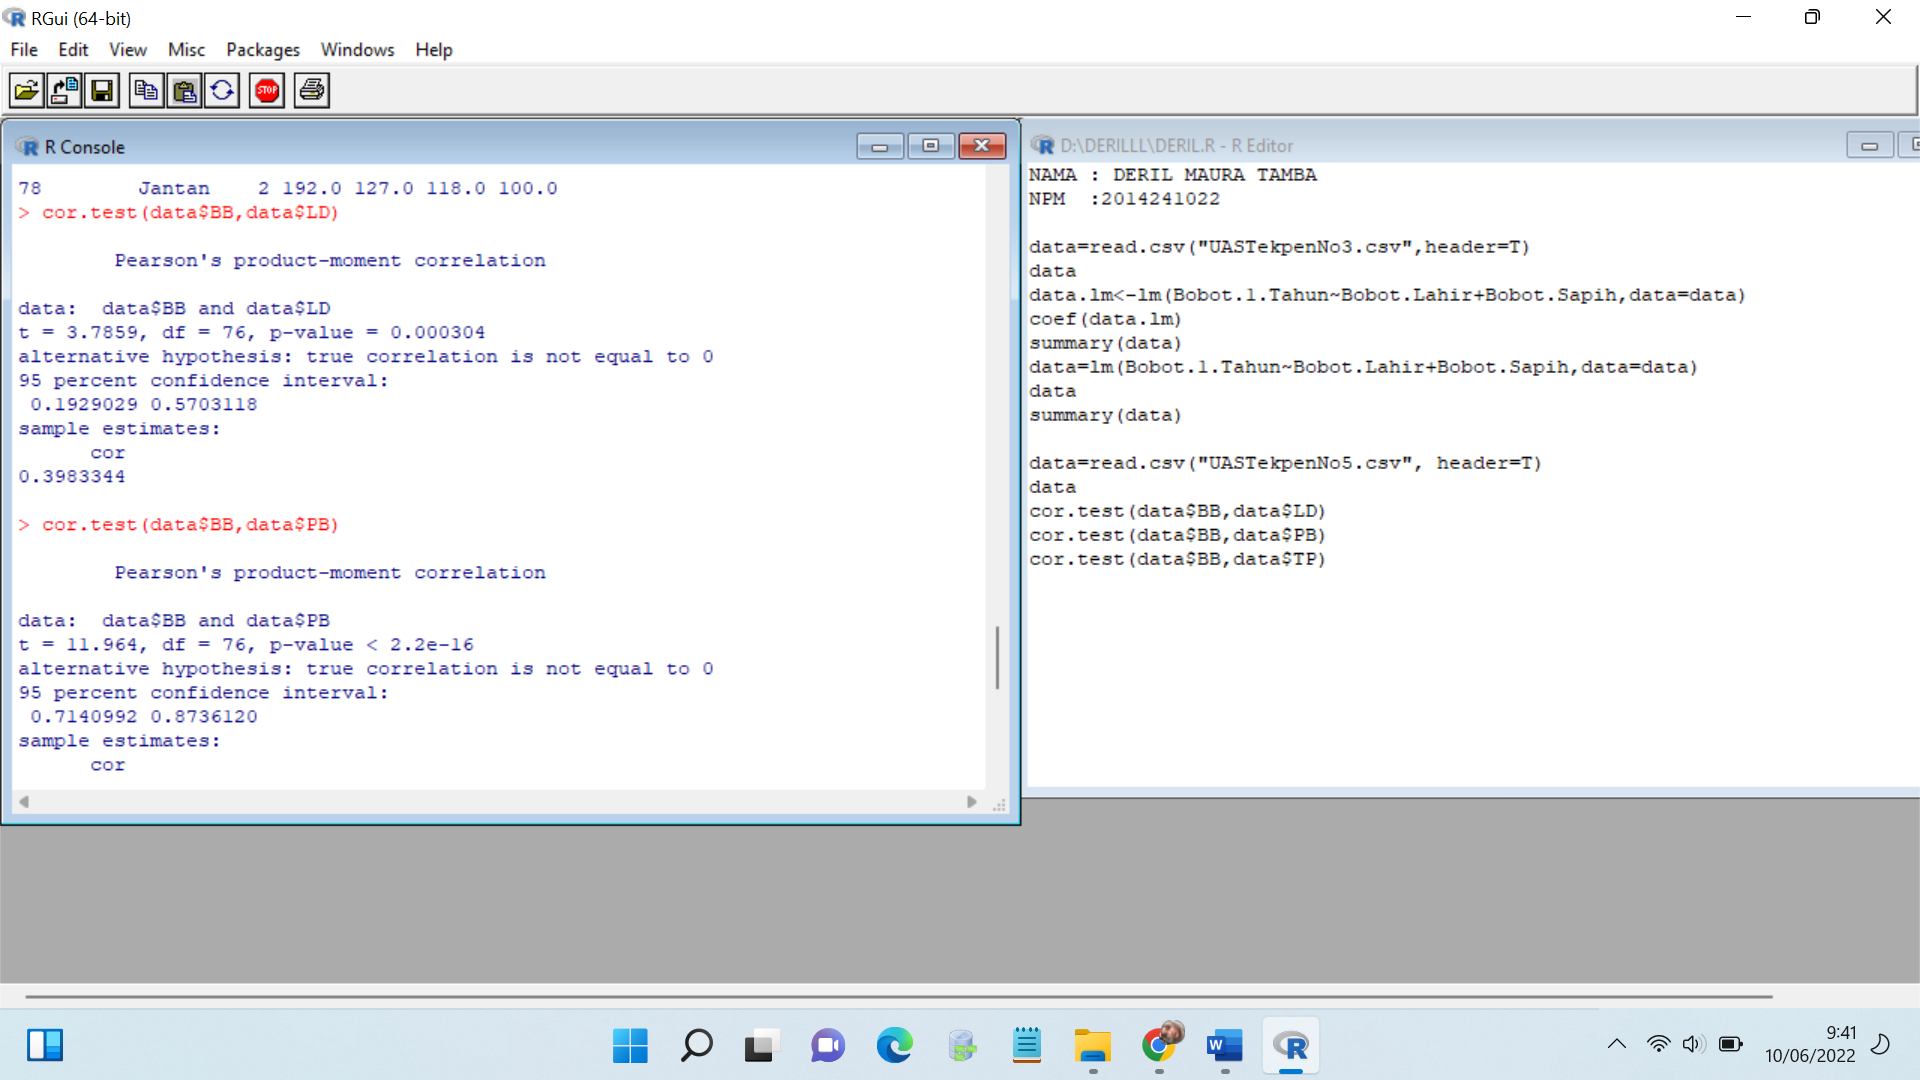 RGui (64-bit)
File Edit View Misc Packages Windows Help
STOP
R Console
78          Jantan    2 192.0 127.0 118.0 100.0
> cor.test(data$BB,data$LD)
        Pearson's product-moment correlation
data:  data$BB and data$LD
t = 3.7859, df = 76, p-value = 0.000304
alternative hypothesis: true correlation is not equal to 0
95 percent confidence interval:
 0.1929029 0.5703118
sample estimates:
      cor
0.3983344
> cor.test(data$BB,data$PB)
        Pearson's product-moment correlation
data:  data$BB and data$PB
t = 11.964, df = 76, p-value < 2.2e-16
alternative hypothesis: true correlation is not equal to 0
95 percent confidence interval:
 0.7140992 0.8736120
sample estimates:
      cor
D:\DERILLL\DERIL.R - R Editor
NAMA : DERIL MAURA TAMBA
NPM  :2014241022
data=read.csv("UASTekpenNo3.csv",header=T)
data
data.lm<-lm(Bobot.1.Tahun~Bobot.Lahir+Bobot.Sapih,data=data)
coef(data.lm)
summary(data)
data=lm(Bobot.1.Tahun~Bobot.Lahir+Bobot.Sapih,data=data)
data
summary(data)
data=read.csv("UASTekpenNo5.csv", header=T)
data
cor.test(data$BB,data$LD)
cor.test(data$BB,data$PB)
cor.test(data$BB,data$TP)
9:41
10/06/2022